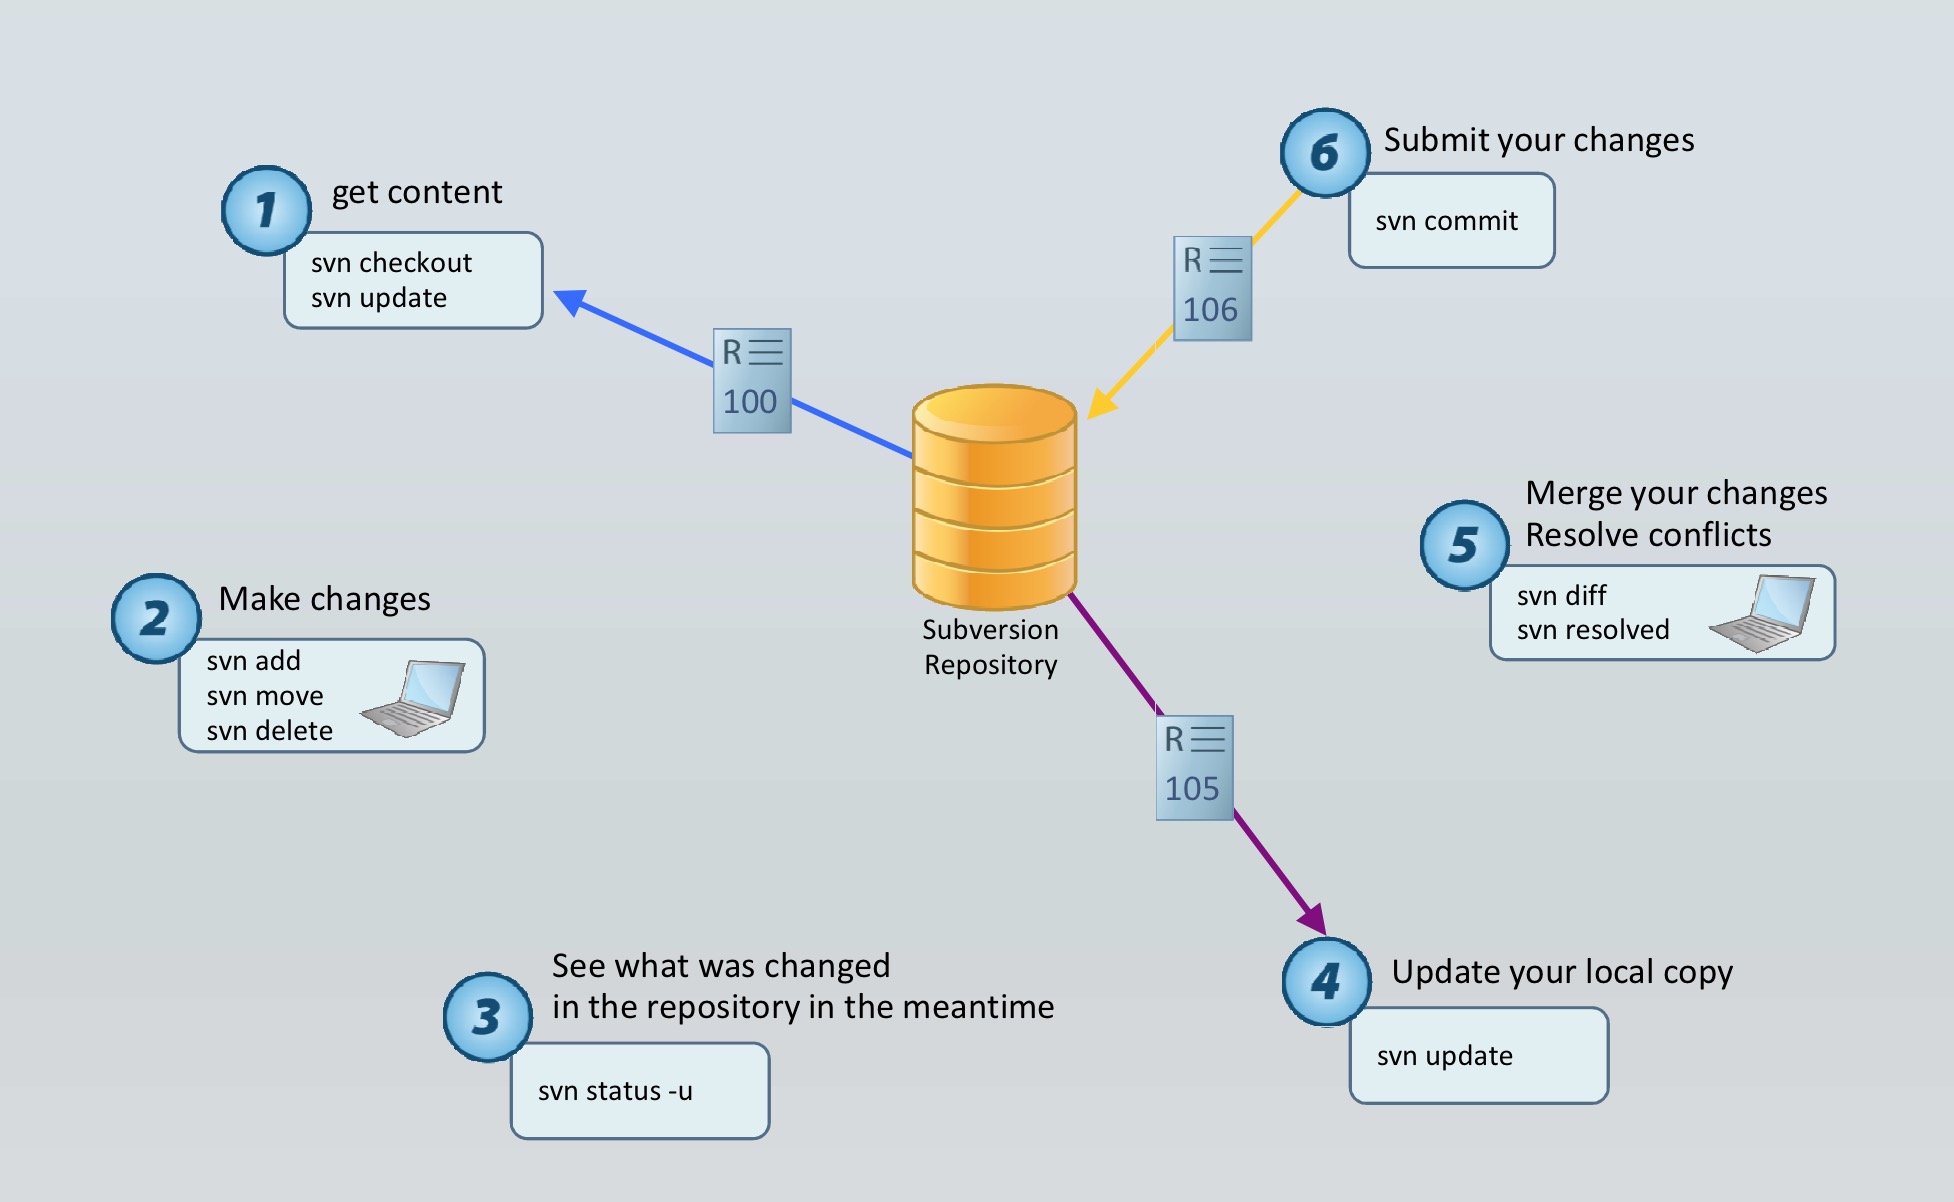 1
get content
svn checkout
svn update
R
100
2
Make changes
svn add
svn move
svn delete
3
See what was changed
in the repository in the meantime
svn status -u
Subversion
Repository
R
105
4
Update your local copy
svn update
5
Merge your changes
Resolve conflicts
svn diff
svn resolved
6
Submit your changes
svn commit
R
106